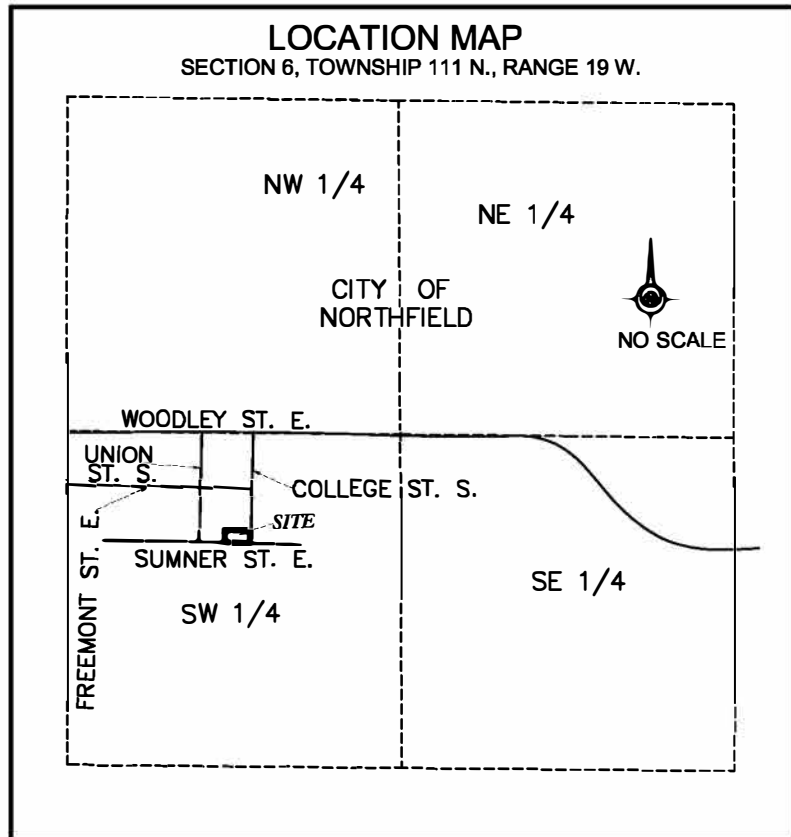 LOCATION MAP
SECTION 6, TOWNSHIP 111 N., RANGE 19 W.
NW 1/4
NE 1/4
CITY OF
NORTHFIELD
NO SCALE
WOODLEY ST. E.
UNION
ST. S.
COLLEGE ST. S.
SITE
SUMNER ST. E.
FREEMONT ST. E.
SW 1/4
SE 1/4